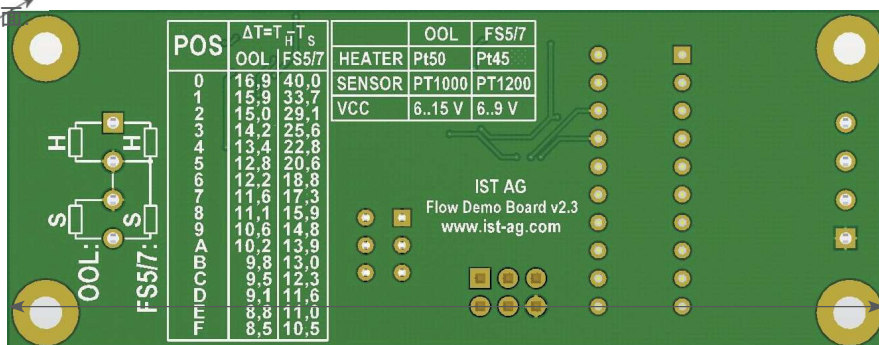 面
POS ΔT=TH-TS
OOL FS5/7
0 16,9 40,0
1 15,9 33,7
2 15,0 29,1
3 14,2 25,6
4 13,4 22,8
5 12,8 20,6
6 12,2 18,8
7 11,6 17,3
8 11,1 15,9
9 10,6 14,8
A 10,2 13,9
B 9,8 13,0
C 9,5 12,3
D 9,1 11,6
E 8,8 11,0
F 8,5 10,5
OOL FS5/7
HEATER Pt50 Pt45
SENSOR PT1000 PT1200
VCC 6..15 V 6..9 V
H H
S S
OOL:
FS5/7:
IST AG
Flow Demo Board v2.3
www.ist-ag.com